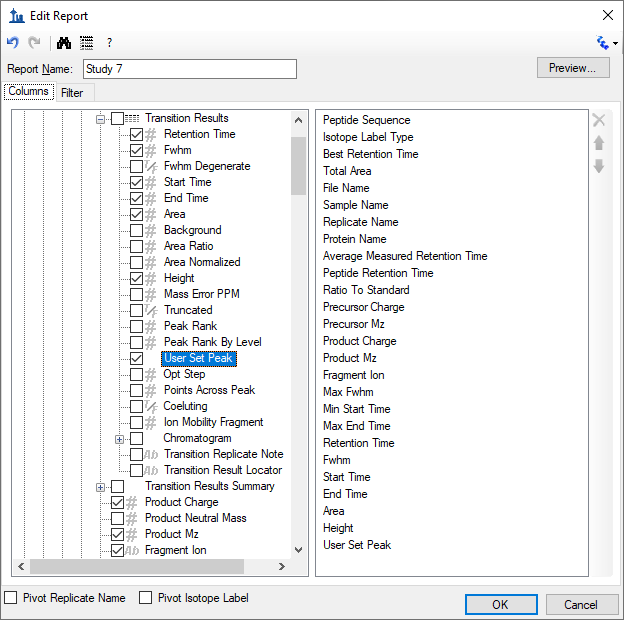 Edit Report
?
Report Name: Study 7
Preview...
Columns
Filter
Transition Results
# Retention Time
# Fwhm
T/F Fwhm Degenerate
# Start Time
# End Time
# Area
# Background
# Area Ratio
# Area Normalized
# Height
# Mass Error PPM
T/F Truncated
# Peak Rank
# Peak Rank By Level
User Set Peak
# Opt Step
# Points Across Peak
T/F Coeluting
# Ion Mobility Fragment
Chromatogram
Ab Transition Replicate Note
Ab Transition Result Locator
Transition Results Summary
# Product Charge
# Product Neutral Mass
# Product Mz
Ab Fragment Ion
Peptide Sequence
Isotope Label Type
Best Retention Time
Total Area
File Name
Sample Name
Replicate Name
Protein Name
Average Measured Retention Time
Peptide Retention Time
Ratio To Standard
Precursor Charge
Precursor Mz
Product Charge
Product Mz
Fragment Ion
Max Fwhm
Min Start Time
Max End Time
Retention Time
Fwhm
Start Time
End Time
Area
Height
User Set Peak
Pivot Replicate Name
Pivot Isotope Label
OK
Cancel